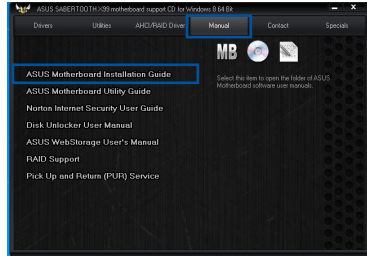 ASUS SABERTOOTH X99 motherboard support CD for Windows 8 64 Bit
Drivers
Utilities
AHCI/RAID Driver
Manual
Contact
Specials
MB
Select this item to open the folder of ASUS
Motherboard software user manuals.
ASUS Motherboard Installation Guide
ASUS Motherboard Utility Guide
Norton Internet Security User Guide
Disk Unlocker User Manual
ASUS WebStorage User's Manual
RAID Support
Pick Up and Return (PUR) Service